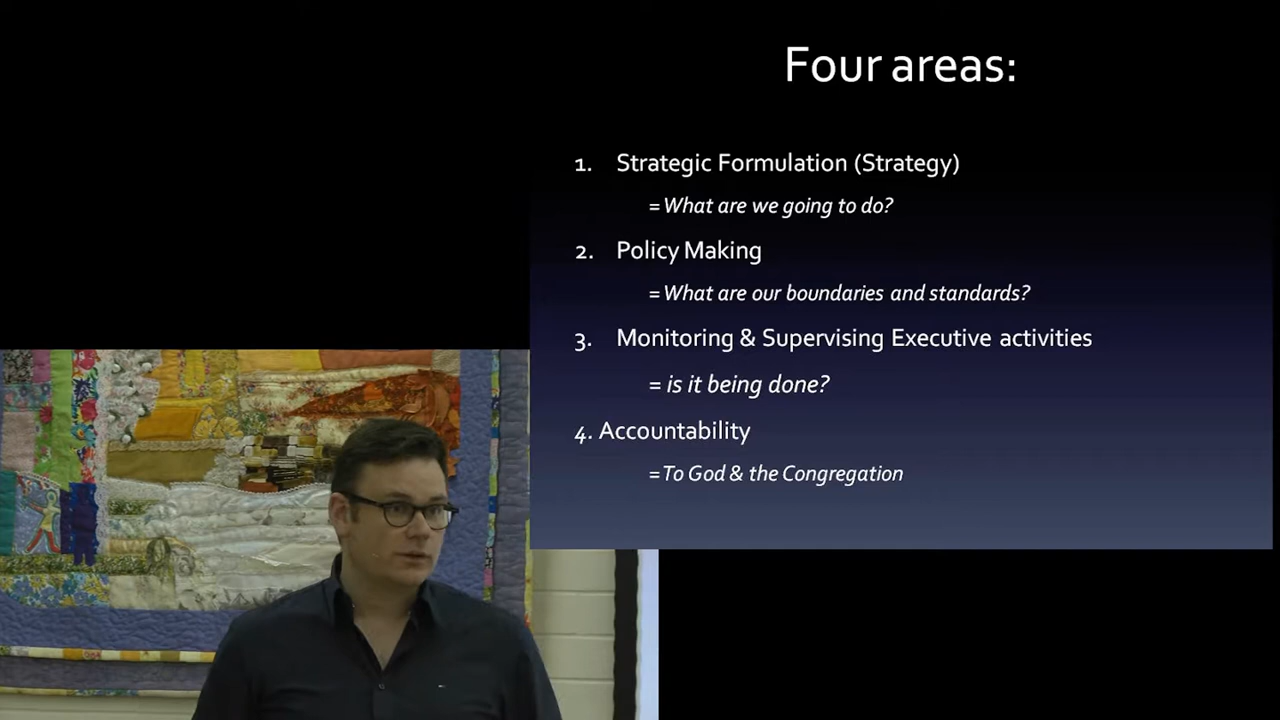 Four areas:
1. Strategic Formulation (Strategy)
= What are we going to do?
2. Policy Making
= What are our boundaries and standards?
3. Monitoring & Supervising Executive activities
= is it being done?
4. Accountability
= To God & the Congregation